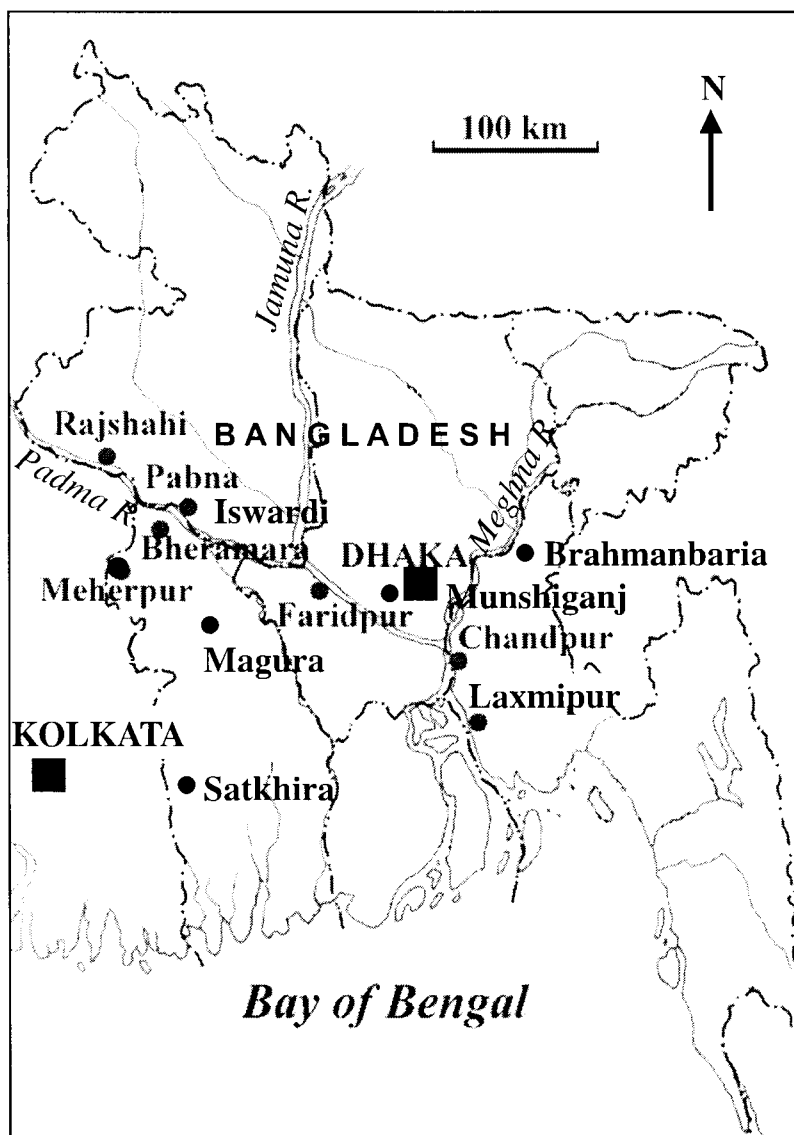 N
100 km
Jamuna R.
Rajshahi
BANGLADESH
Padma R.
Pabna
Iswardi
Meghna R.
Bheramara
DHAKA
Brahmanbaria
Meherpur
Faridpur
Munshiganj
Magura
Chandpur
Laxmipur
KOLKATA
Satkhira
Bay of Bengal